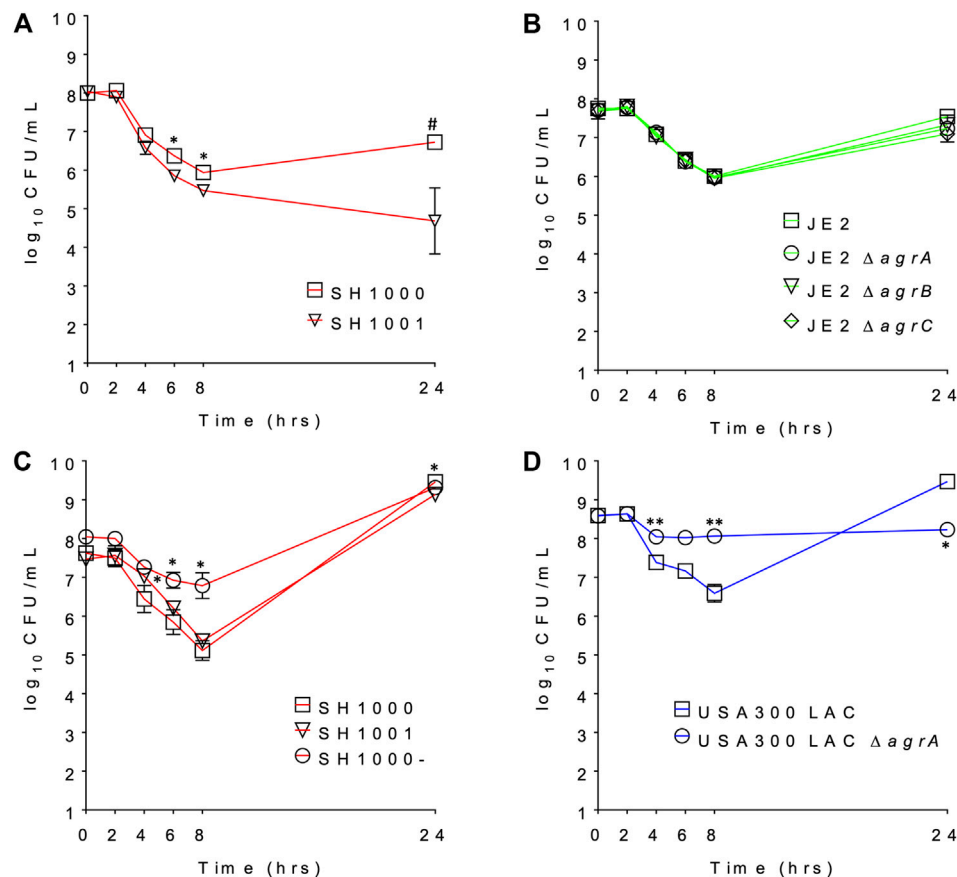 A
log10 CFU/mL
10
9
8
7
6
5
4
3
2
1
* * #
SH1000
SH1001
0 2 4 6 8 24
Time (hrs)
B
log10 CFU/mL
10
9
8
7
6
5
4
3
2
1
JE2
JE2 ΔagrA
JE2 ΔagrB
JE2 ΔagrC
0 2 4 6 8 24
Time (hrs)
C
log10 CFU/mL
10
9
8
7
6
5
4
3
2
1
* * * *
SH1000
SH1001
SH1000-
0 2 4 6 8 24
Time (hrs)
D
log10 CFU/mL
10
9
8
7
6
5
4
3
2
1
** ** *
USA300 LAC
USA300 LAC ΔagrA
0 2 4 6 8 24
Time (hrs)